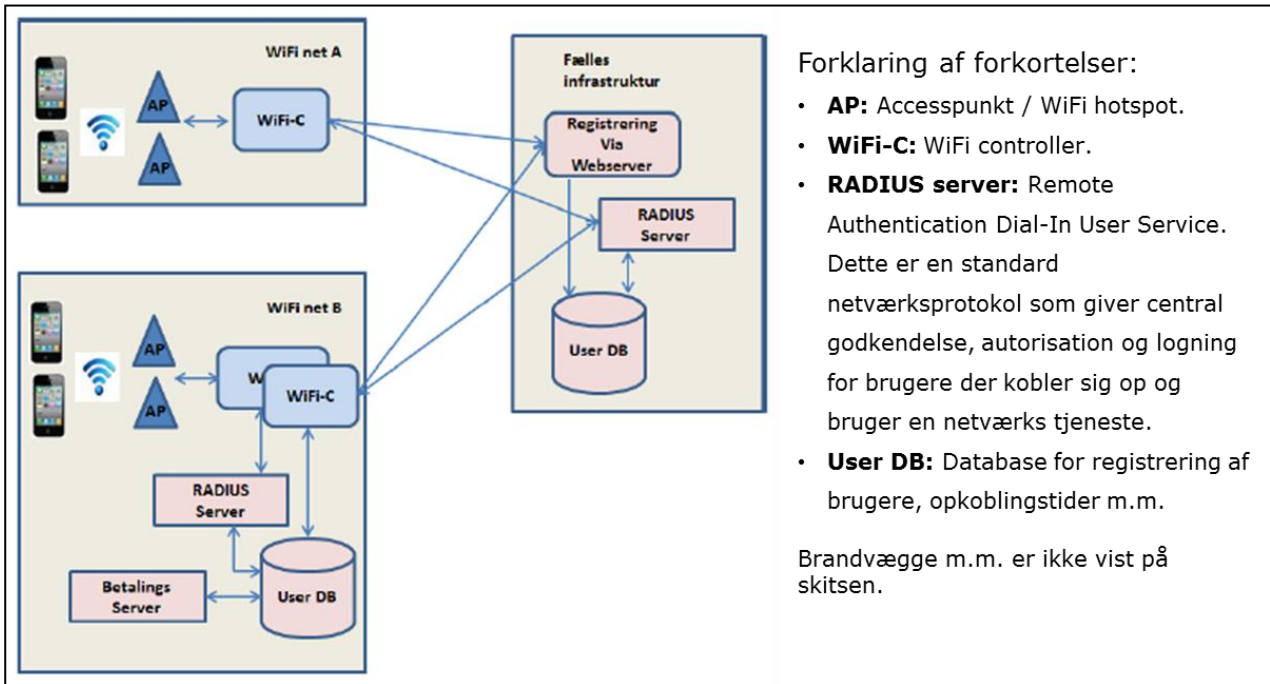 WiFi net A
AP
AP
WiFi-C
WiFi net B
AP
AP
W
WiFi-C
RADIUS
Server
Betalings
Server
User DB
Fælles
infrastruktur
Registrering
Via
Webserver
RADIUS
Server
User DB
Forklaring af forkortelser:
• AP: Accesspunkt / WiFi hotspot.
• WiFi-C: WiFi controller.
• RADIUS server: Remote
Authentication Dial-In User Service.
Dette er en standard
netværksprotokol som giver central
godkendelse, autorisation og logning
for brugere der kobler sig op og
bruger en netværks tjeneste.
• User DB: Database for registrering af
brugere, opkoblingstider m.m.
Brandvægge m.m. er ikke vist på
skitsen.